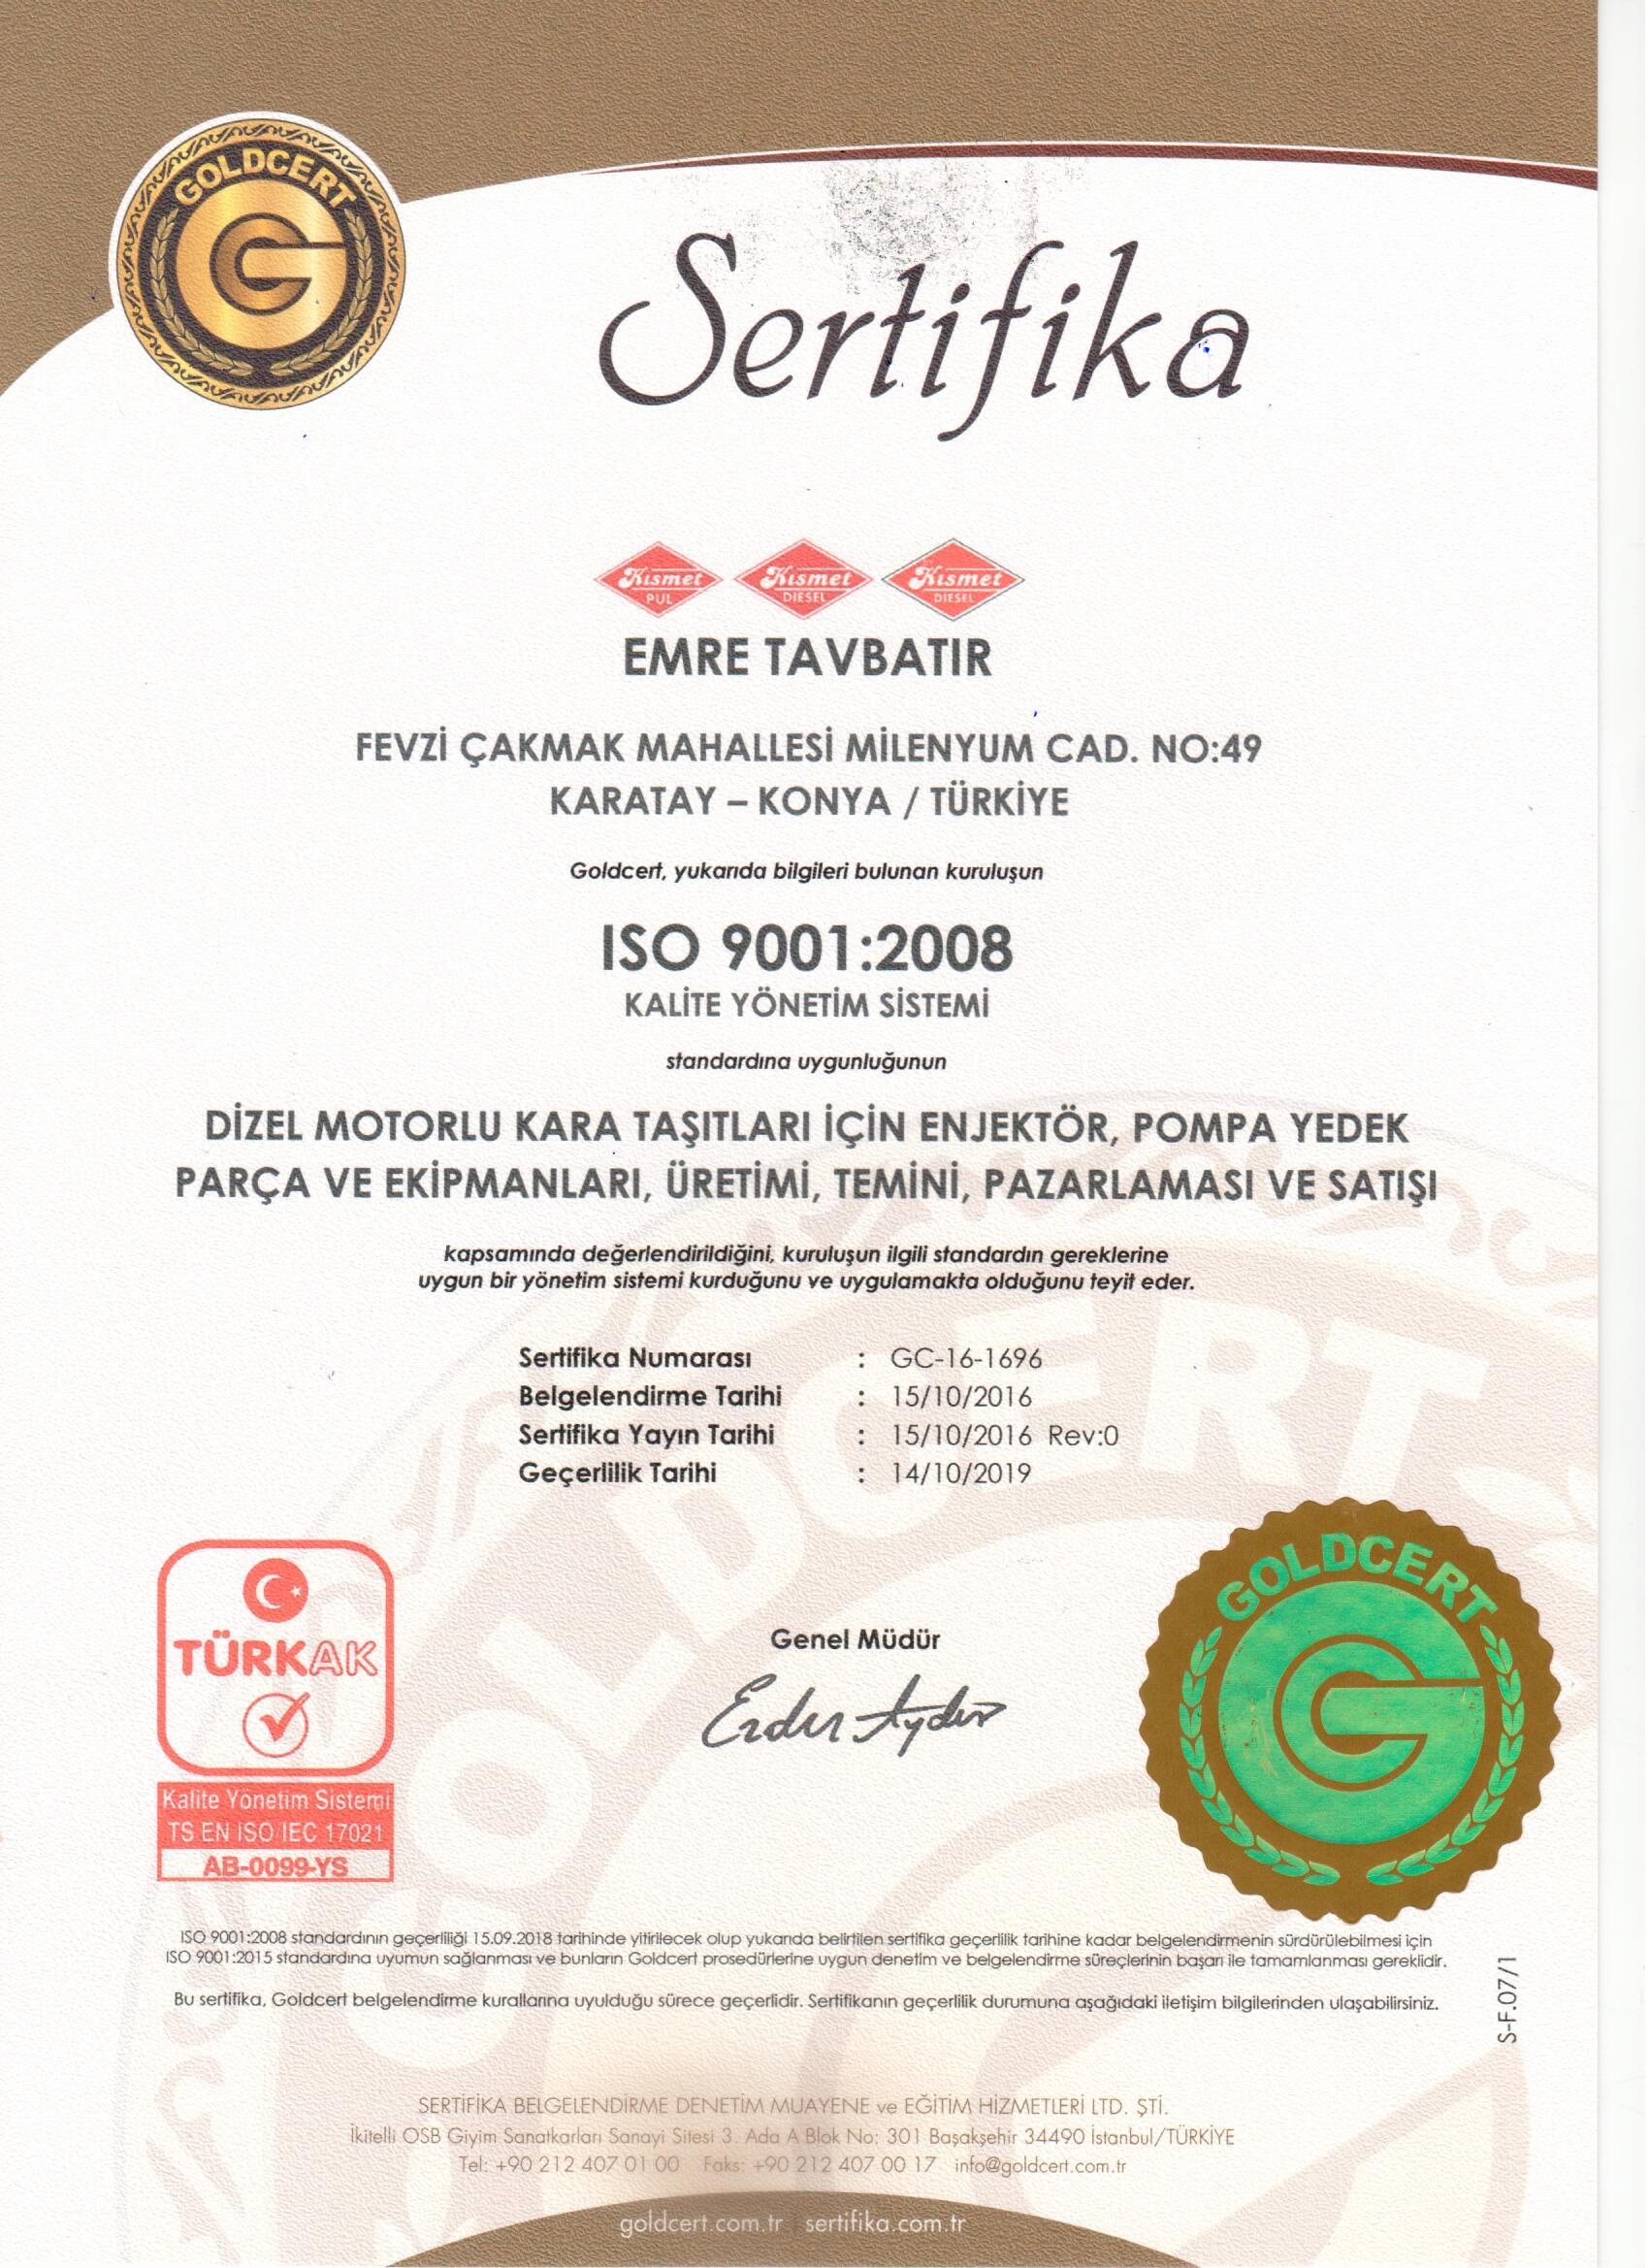 GOLDCERT
G
Sertifika
Kısmet PUL Kısmet DIESEL Kısmet DIESEL
EMRE TAVBATIR
FEVZİ ÇAKMAK MAHALLESİ MİLENYUM CAD. NO:49
KARATAY – KONYA / TÜRKİYE
Goldcert, yukarıda bilgileri bulunan kuruluşun
ISO 9001:2008
KALİTE YÖNETİM SİSTEMİ
standardına uygunluğunun
DİZEL MOTORLU KARA TAŞITLARI İÇİN ENJEKTÖR, POMPA YEDEK
PARÇA VE EKİPMANLARI, ÜRETİMİ, TEMİNİ, PAZARLAMASI VE SATIŞI
kapsamında değerlendirildiğini, kuruluşun ilgili standardın gereklerine
uygun bir yönetim sistemi kurduğunu ve uygulamakta olduğunu teyit eder.
Sertifika Numarası : GC-16-1696
Belgelendirme Tarihi : 15/10/2016
Sertifika Yayın Tarihi : 15/10/2016 Rev:0
Geçerlilik Tarihi : 14/10/2019
TÜRKAK
Kalite Yönetim Sistemi
TS EN ISO/IEC 17021
AB-0099-YS
Genel Müdür
GOLDCERT
G
GOLDCERT
ISO 9001:2008 standardının geçerliliği 15.09.2018 tarihinde yitirilecek olup yukarıda belirtilen sertifika geçerlilik tarihine kadar belgelendirmenin sürdürülebilmesi için
ISO 9001:2015 standardına uyumun sağlanması ve bunların Goldcert prosedürlerine uygun denetim ve belgelendirme süreçlerinin başarı ile tamamlanması gereklidir.
Bu sertifika, Goldcert belgelendirme kurallarına uyulduğu sürece geçerlidir. Sertifikanın geçerlilik durumuna aşağıdaki iletişim bilgilerinden ulaşabilirsiniz.
S-F.07/1
SERTİFİKA BELGELENDİRME DENETİM MUAYENE ve EĞİTİM HİZMETLERİ LTD. ŞTİ.
İkitelli OSB Giyim Sanatkarları Sanayi Sitesi 3. Ada A Blok No: 301 Başakşehir 34490 İstanbul/TÜRKİYE
Tel: +90 212 407 01 00 Faks: +90 212 407 00 17 info@goldcert.com.tr
goldcert.com.tr sertifika.com.tr